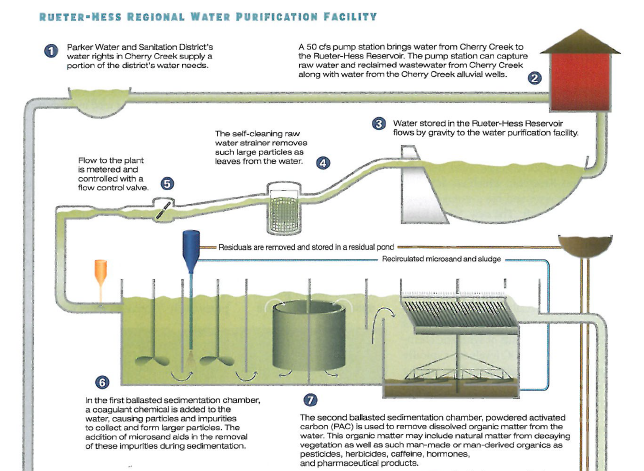 RUETER-HESS REGIONAL WATER PURIFICATION FACILITY
1
Parker Water and Sanitation District's
water rights in Cherry Creek supply a
portion of the district's water needs.
A 50 cfs pump station brings water from Cherry Creek to
the Rueter-Hess Reservoir. The pump station can capture
raw water and reclaimed wastewater from Cherry Creek
along with water from the Cherry Creek alluvial wells.
2
3
Water stored in the Rueter-Hess Reservoir
flows by gravity to the water purification facility.
The self-cleaning raw
water strainer removes
such large particles as
leaves from the water.
4
Flow to the plant
is metered and
controlled with a
flow control valve.
5
Residuals are removed and stored in a residual pond
Recirculated microsand and sludge
6
In the first ballasted sedimentation chamber,
a coagulant chemical is added to the
water, causing particles and impurities
to collect and form larger particles. The
addition of microsand aids in the removal
of these impurities during sedimentation.
7
The second ballasted sedimentation chamber, powdered activated
carbon (PAC) is used to remove dissolved organic matter from the
water. This organic matter may include natural matter from decaying
vegetation as well as such man-made or man-derived organics as
pesticides, herbicides, caffeine, hormones,
and pharmaceutical products.